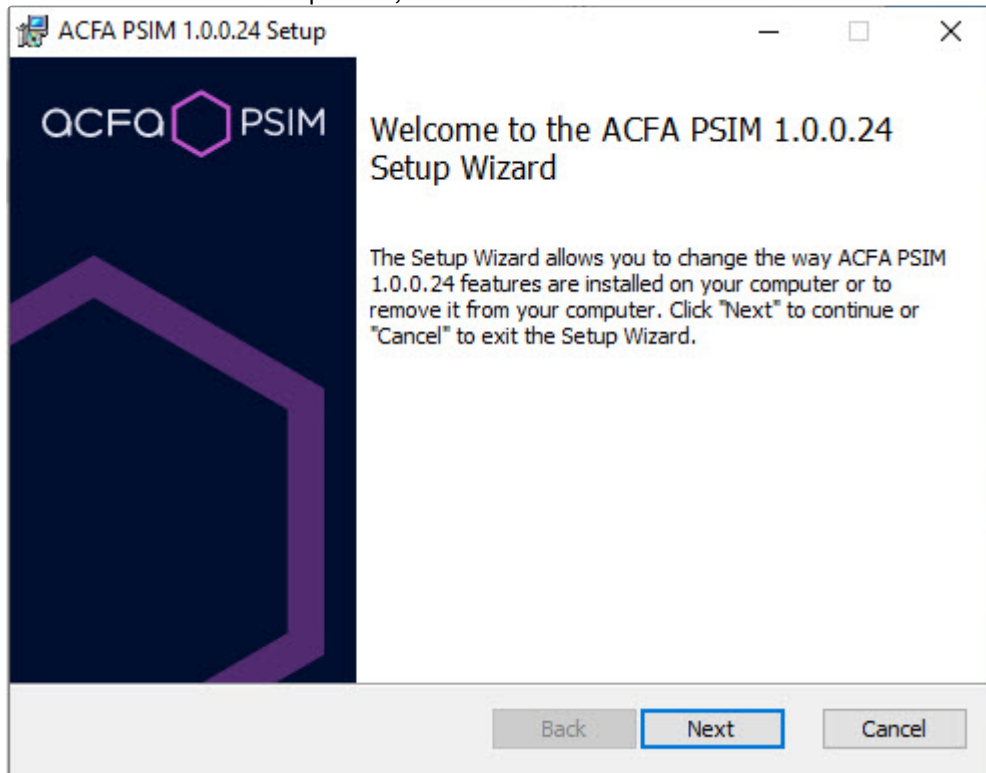 ACFA PSIM 1.0.0.24 Setup
acfa PSIM
Welcome to the ACFA PSIM 1.0.0.24
Setup Wizard
The Setup Wizard allows you to change the way ACFA PSIM
1.0.0.24 features are installed on your computer or to
remove it from your computer. Click "Next" to continue or
"Cancel" to exit the Setup Wizard.
Back
Next
Cancel